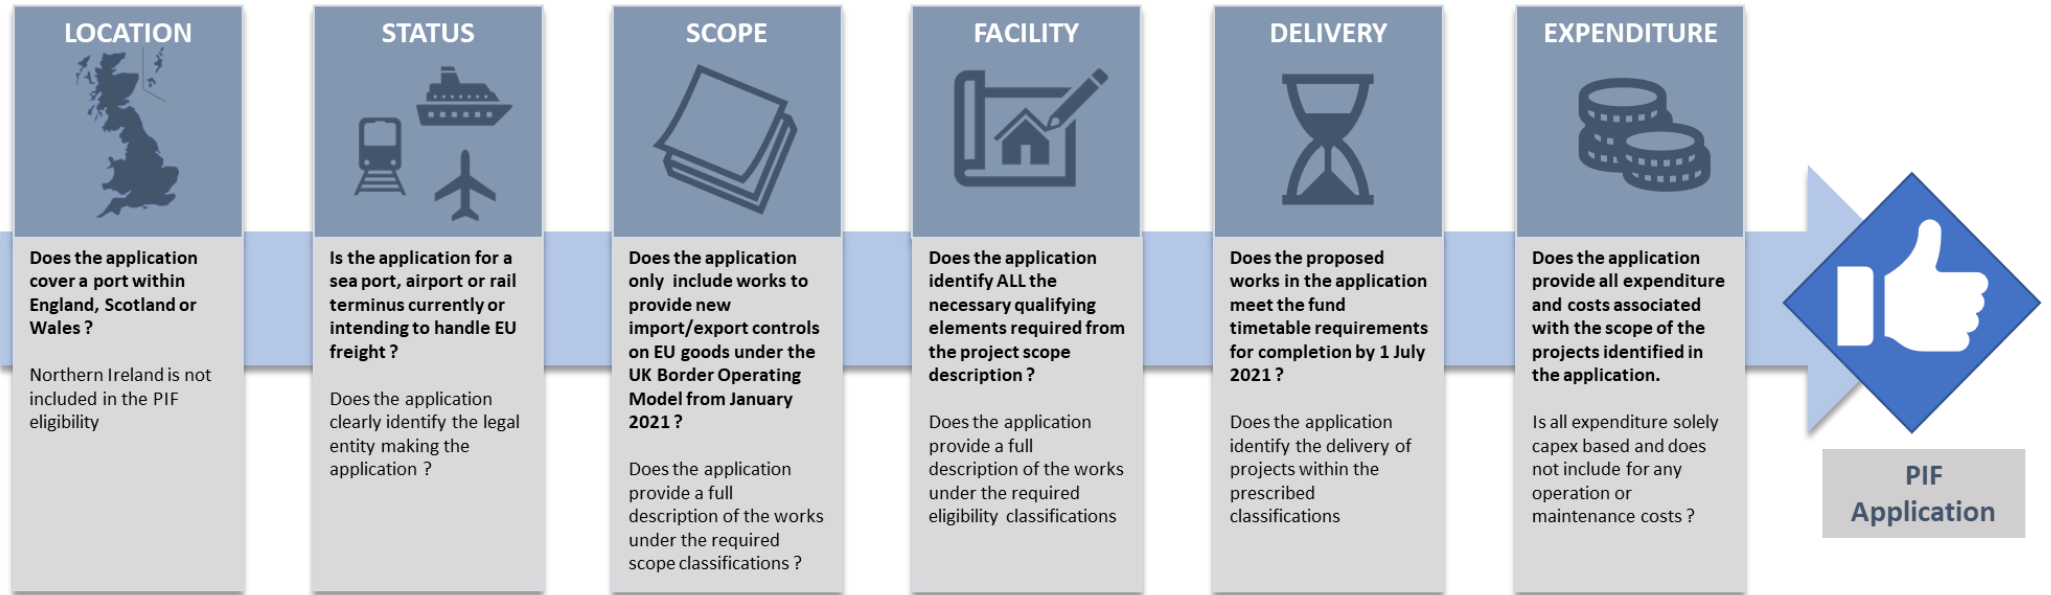 LOCATION
Does the application
cover a port within
England, Scotland or
Wales ?
Northern Ireland is not
included in the PIF
eligibility
STATUS
Is the application for a
sea port, airport or rail
terminus currently or
intending to handle EU
freight ?
Does the application
clearly identify the legal
entity making the
application ?
SCOPE
Does the application
only include works to
provide new
import/export controls
on EU goods under the
UK Border Operating
Model from January
2021 ?
Does the application
provide a full
description of the works
under the required
scope classifications ?
FACILITY
Does the application
identify ALL the
necessary qualifying
elements required from
the project scope
description ?
Does the application
provide a full
description of the works
under the required
eligibility classifications
DELIVERY
Does the proposed
works in the application
meet the fund
timetable requirements
for completion by 1 July
2021 ?
Does the application
identify the delivery of
projects within the
prescribed
classifications
EXPENDITURE
Does the application
provide all expenditure
and costs associated
with the scope of the
projects identified in
the application.
Is all expenditure solely
capex based and does
not include for any
operation or
maintenance costs ?
PIF
Application